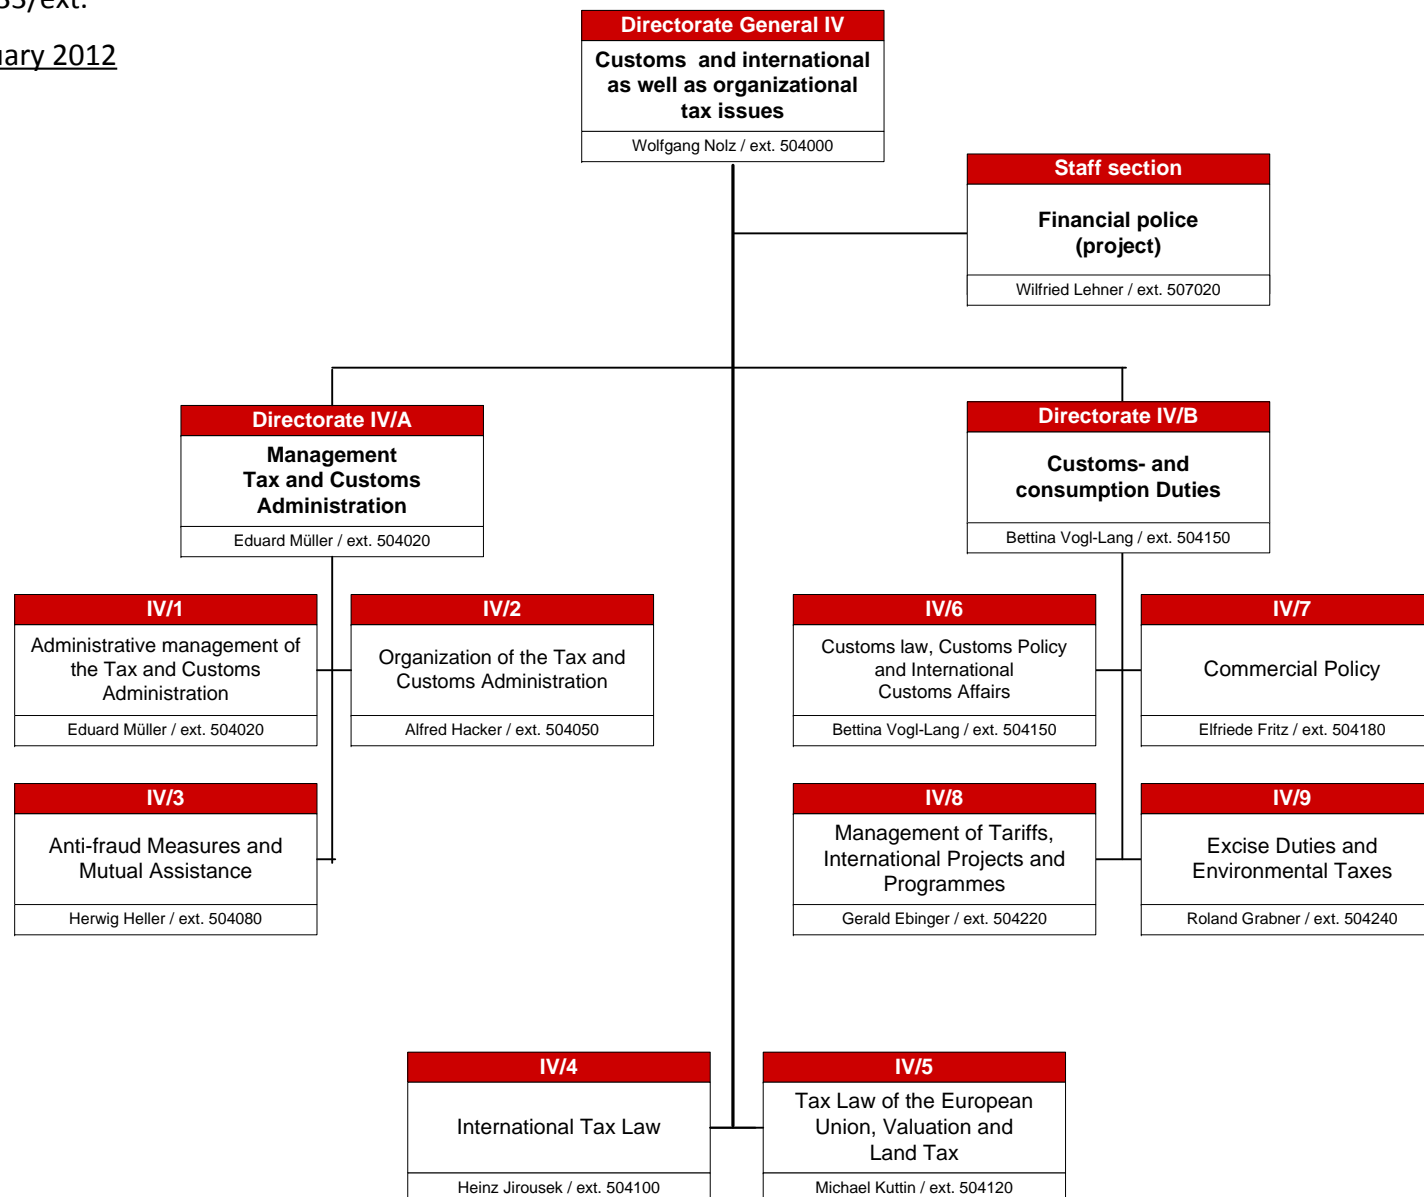 Directorate General IV
Customs and international
as well as organizational
tax issues
Wolfgang Nolz / ext. 504000
2012
Staff section
Financial police
(project)
Wilfried Lehner / ext. 507020
Directorate IV/A
Management
Tax and Customs
Administration
Eduard Müller / ext. 504020
Directorate IV/B
Customs- and
consumption Duties
Bettina Vogl-Lang / ext. 504150
IV/1
Administrative management of
the Tax and Customs
Administration
Eduard Müller / ext. 504020
IV/2
Organization of the Tax and
Customs Administration
Alfred Hacker / ext. 504050
IV/6
Customs law, Customs Policy
and International
Customs Affairs
Bettina Vogl-Lang / ext. 504150
IV/7
Commercial Policy
Elfriede Fritz / ext. 504180
IV/3
Anti-fraud Measures and
Mutual Assistance
Herwig Heller / ext. 504080
IV/8
Management of Tariffs,
International Projects and
Programmes
Gerald Ebinger / ext. 504220
IV/9
Excise Duties and
Environmental Taxes
Roland Grabner / ext. 504240
IV/4
International Tax Law
Heinz Jirousek / ext. 504100
IV/5
Tax Law of the European
Union, Valuation and
Land Tax
Michael Kuttin / ext. 504120